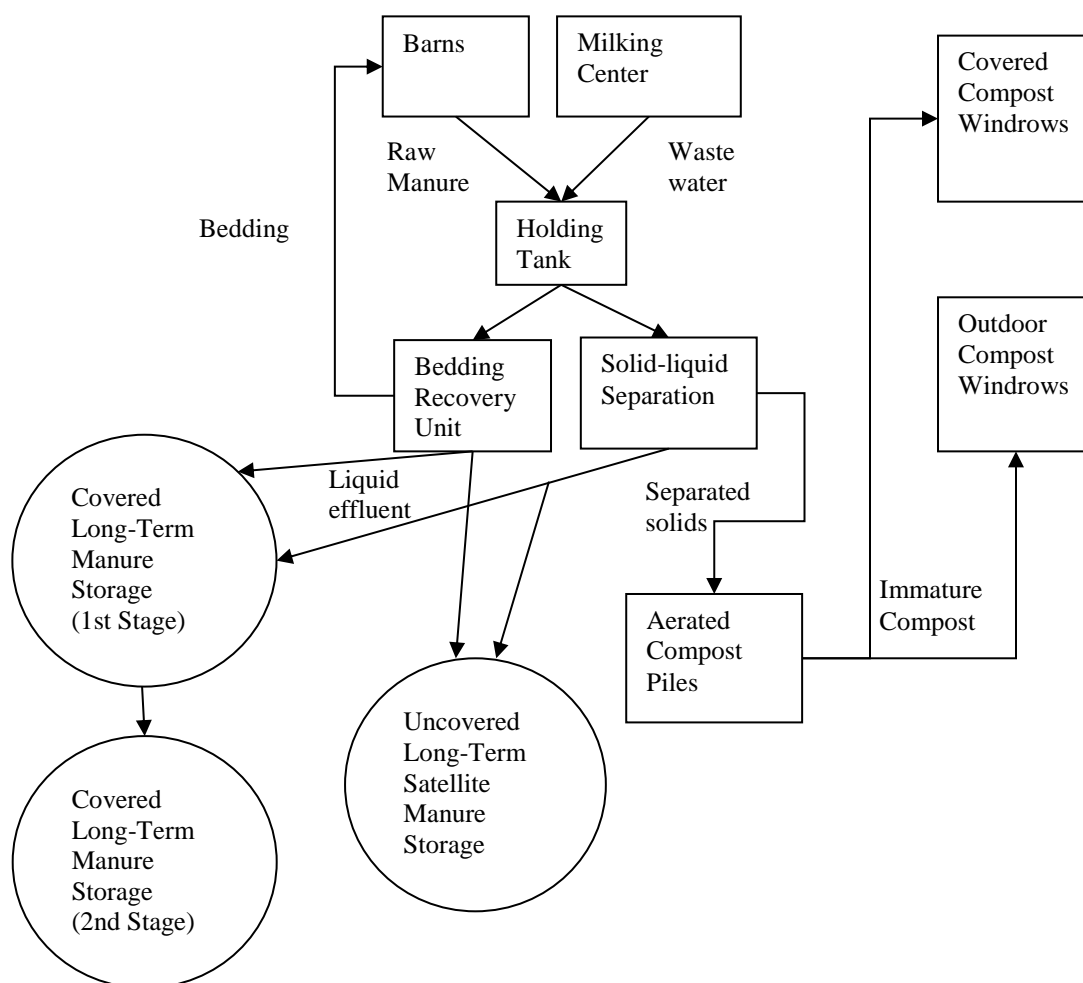 Barns
Milking
Center
Covered
Compost
Windrows
Raw
Manure
Waste
water
Bedding
Holding
Tank
Outdoor
Compost
Windrows
Bedding
Recovery
Unit
Solid-liquid
Separation
Liquid
effluent
Separated
solids
Covered
Long-Term
Manure
Storage
(1st Stage)
Immature
Compost
Aerated
Compost
Piles
Uncovered
Long-Term
Satellite
Manure
Storage
Covered
Long-Term
Manure
Storage
(2nd Stage)